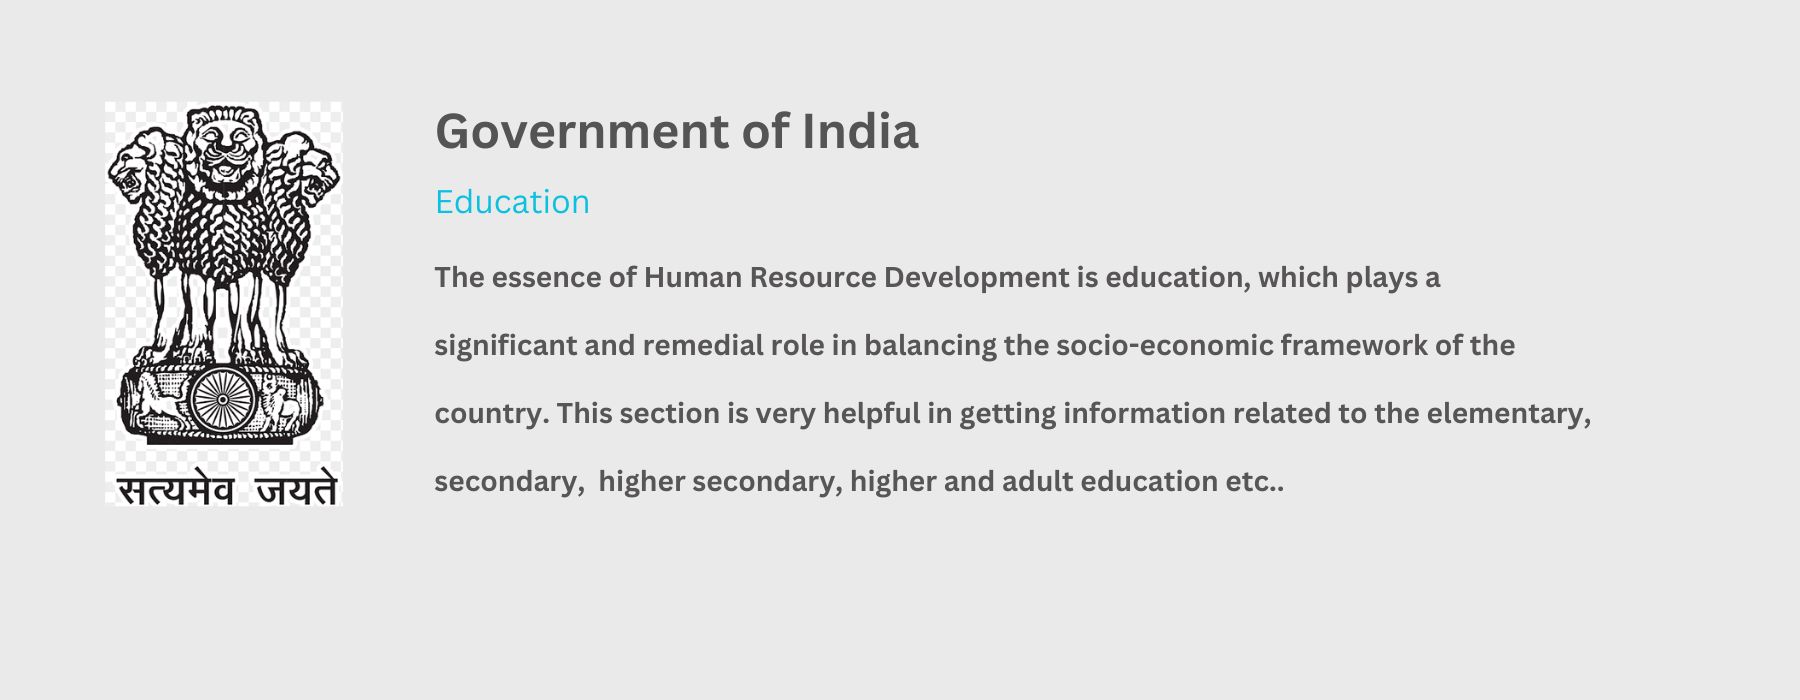 Government of India
Education
The essence of Human Resource Development is education, which plays a
significant and remedial role in balancing the socio-economic framework of the
country. This section is very helpful in getting information related to the elementary,
secondary,  higher secondary, higher and adult education etc..
सत्यमेव जयते